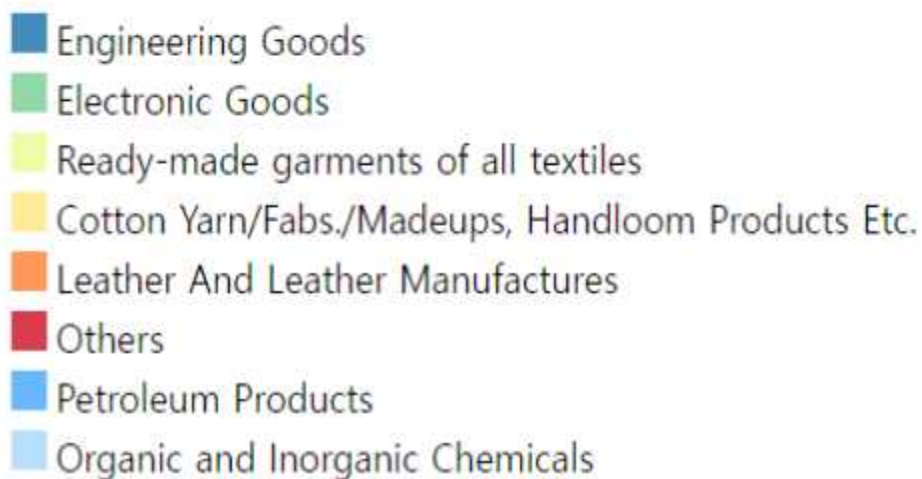 Engineering Goods
Electronic Goods
Ready-made garments of all textiles
Cotton Yarn/Fabs./Madeups, Handloom Products Etc.
Leather And Leather Manufactures
Others
Petroleum Products
Organic and Inorganic Chemicals